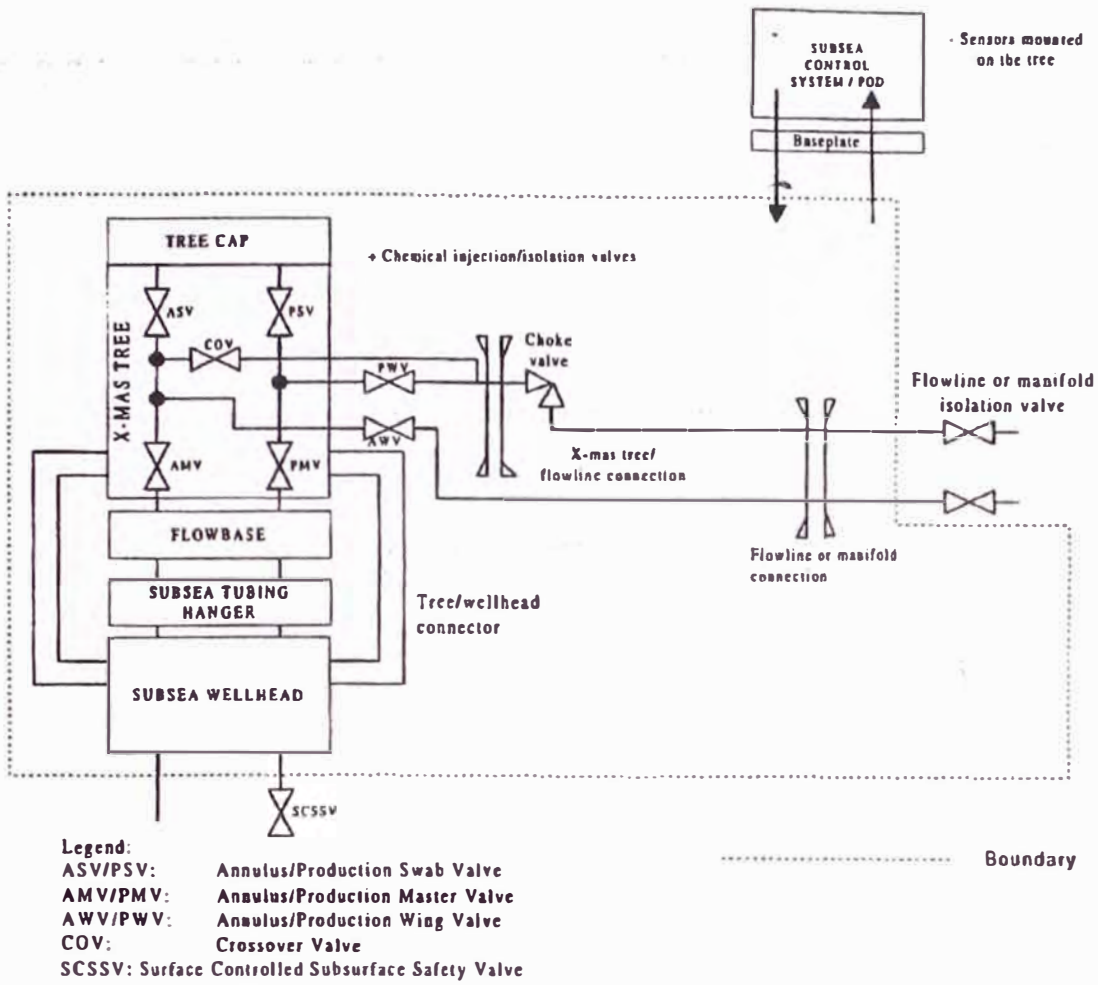 SUBSEA
CONTROL
SYSTEM / POD
- Sensors mounted
on the tree
Baseplate
TREE CAP
+ Chemical injection/isolation valves
ASV
PSV
X-MAS TREE
COV
PWV
Choke
valve
Flowline or manifold
isolation valve
AWV
AMV
PMV
X-mas tree/
flowline connection
FLOWBASE
Flowline or manifold
connection
SUBSEA TUBING
HANGER
Tree/wellhead
connector
SUBSEA WELLHEAD
SCSSV
Legend:
ASV/PSV: Annulus/Production Swab Valve
AMV/PMV: Annulus/Production Master Valve
AWV/PWV: Annulus/Production Wing Valve
COV: Crossover Valve
SCSSV: Surface Controlled Subsurface Safety Valve
Boundary